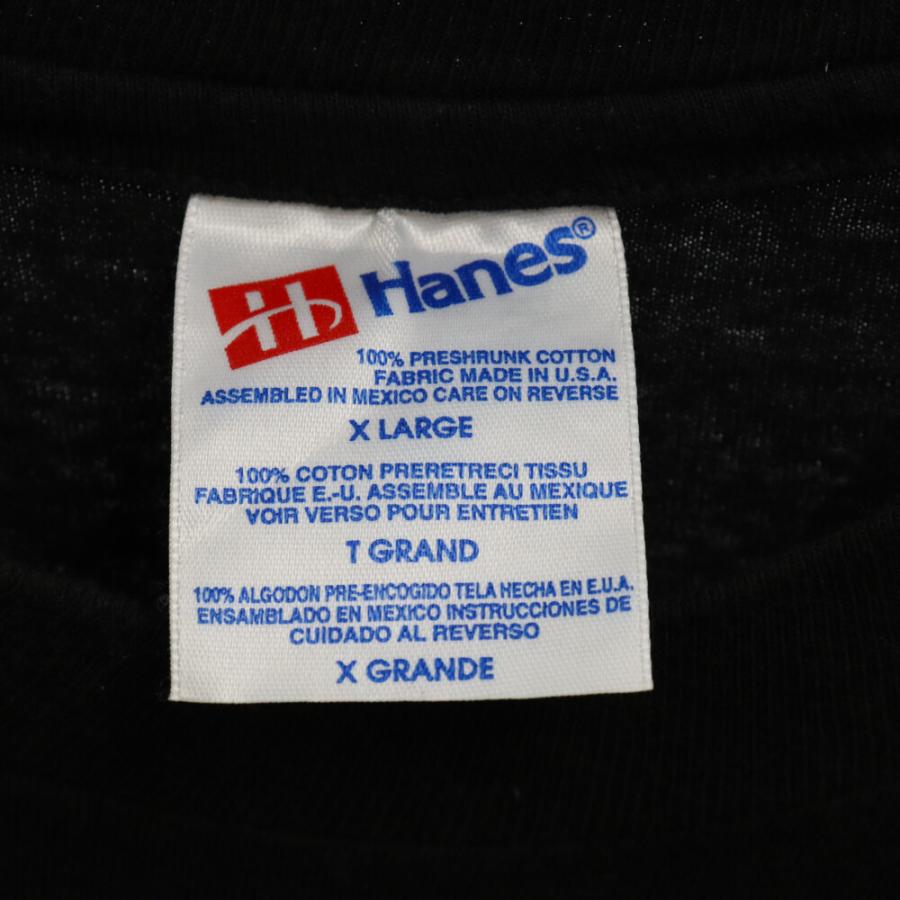 H Hanes®
100% PRESHRUNK COTTON
FABRIC MADE IN U.S.A.
ASSEMBLED IN MEXICO CARE ON REVERSE
X LARGE
100% COTON PRERETRECI TISSU
FABRIQUE E.-U. ASSEMBLE AU MEXIQUE
VOIR VERSO POUR ENTRETIEN
T GRAND
100% ALGODON PRE-ENCOGIDO TELA HECHA EN E.U.A.
ENSAMBLADO EN MEXICO INSTRUCCIONES DE
CUIDADO AL REVERSO
X GRANDE